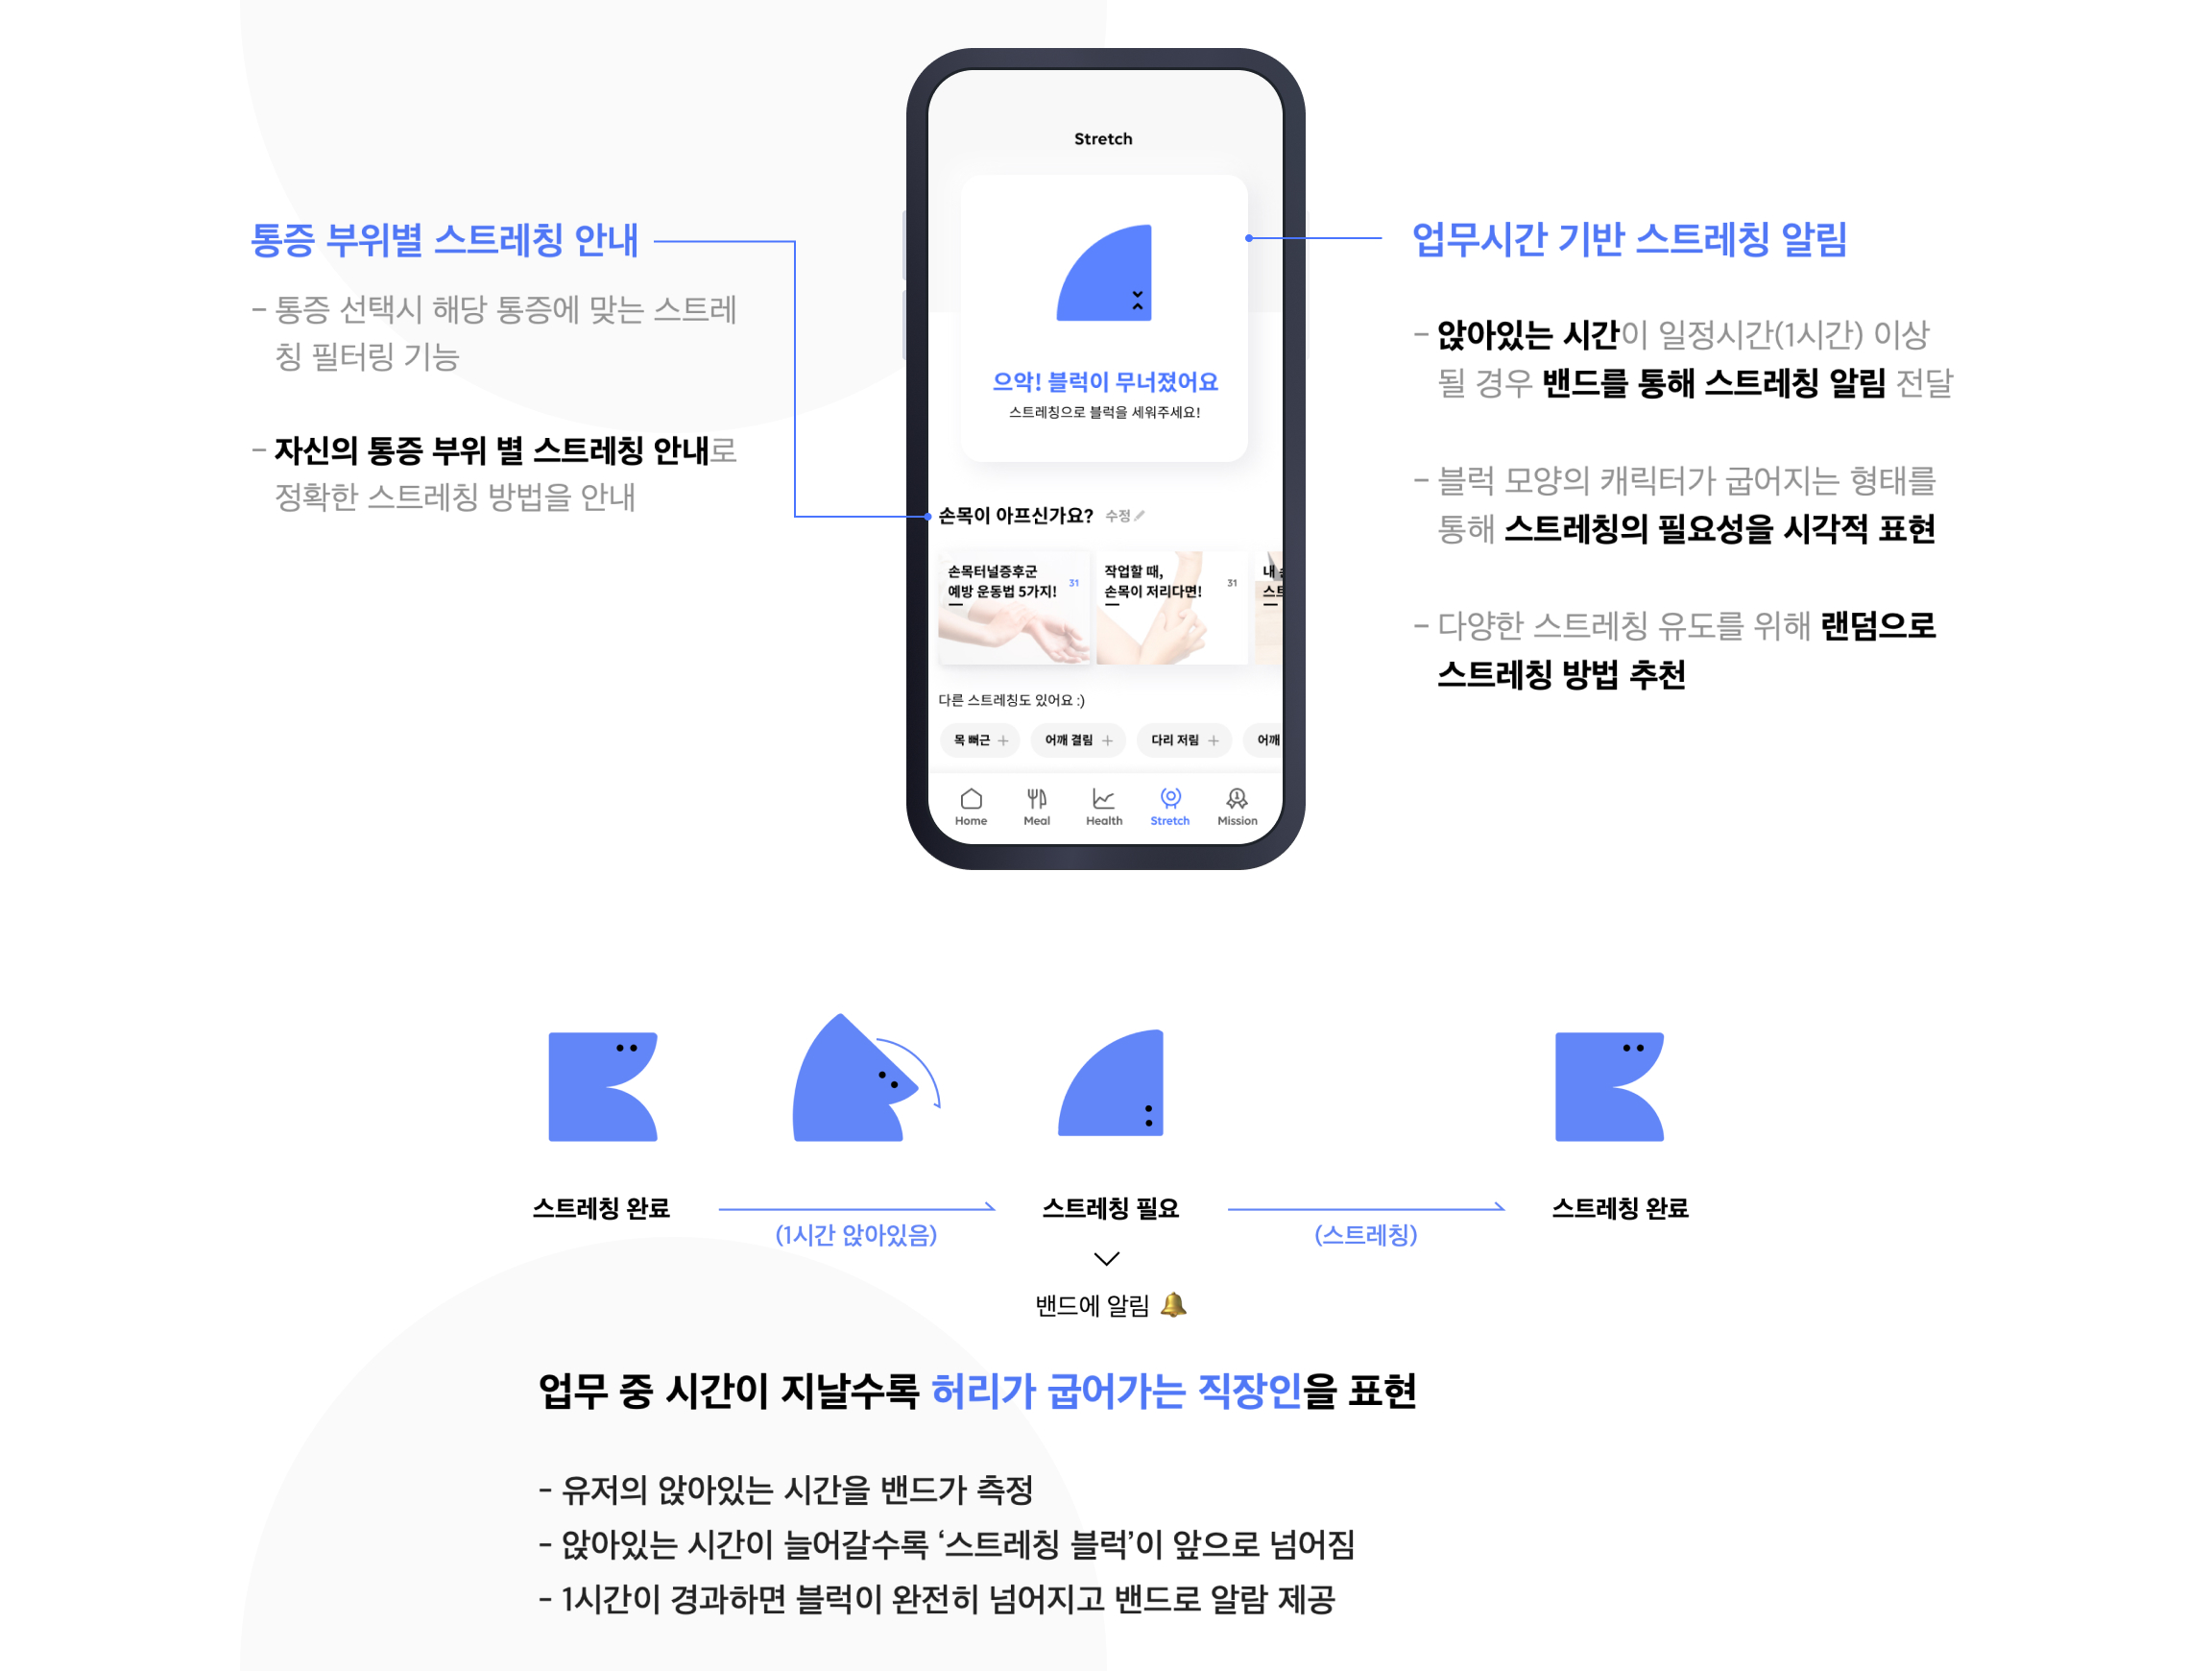 통증 부위별 스트레칭 안내
- 통증 선택시 해당 통증에 맞는 스트레
칭 필터링 기능
- 자신의 통증 부위 별 스트레칭 안내로
정확한 스트레칭 방법을 안내
Stretch
으악! 블럭이 무너졌어요
스트레칭으로 블럭을 세워주세요!
손목이 아프신가요? 수정
손목터널증후군
예방 운동법 5가지!
31
작업할 때,
손목이 저리다면!
31
내
스트
다른 스트레칭도 있어요 :)
목 뻐근 +
어깨 결림 +
다리 저림 +
어깨
Home
Meal
Health
Stretch
Mission
업무시간 기반 스트레칭 알림
- 앉아있는 시간이 일정시간(1시간) 이상
될 경우 밴드를 통해 스트레칭 알림 전달
- 블럭 모양의 캐릭터가 굽어지는 형태를
통해 스트레칭의 필요성을 시각적 표현
- 다양한 스트레칭 유도를 위해 랜덤으로
스트레칭 방법 추천
스트레칭 완료
(1시간 앉아있음)
스트레칭 필요
(스트레칭)
스트레칭 완료
밴드에 알림
업무 중 시간이 지날수록 허리가 굽어가는 직장인을 표현
- 유저의 앉아있는 시간을 밴드가 측정
- 앉아있는 시간이 늘어갈수록 ‘스트레칭 블럭’이 앞으로 넘어짐
- 1시간이 경과하면 블럭이 완전히 넘어지고 밴드로 알람 제공